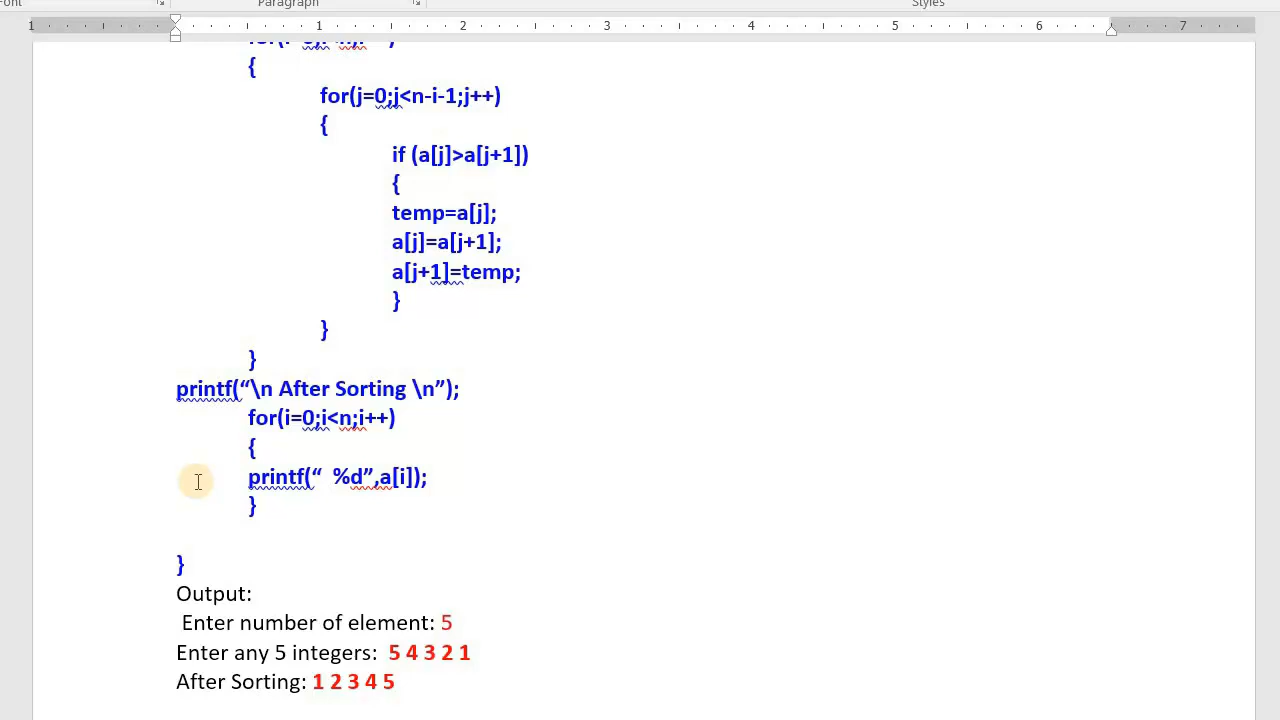 Font
Paragraph
Styles
1 1 2 3 4 5 6 7
{
for(j=0;j<n-i-1;j++)
{
if (a[j]>a[j+1])
{
temp=a[j];
a[j]=a[j+1];
a[j+1]=temp;
}
}
}
printf(“\n After Sorting \n”);
for(i=0;i<n;i++)
{
printf(“  %d”,a[i]);
}
}
Output:
Enter number of element: 5
Enter any 5 integers:  5 4 3 2 1
After Sorting: 1 2 3 4 5